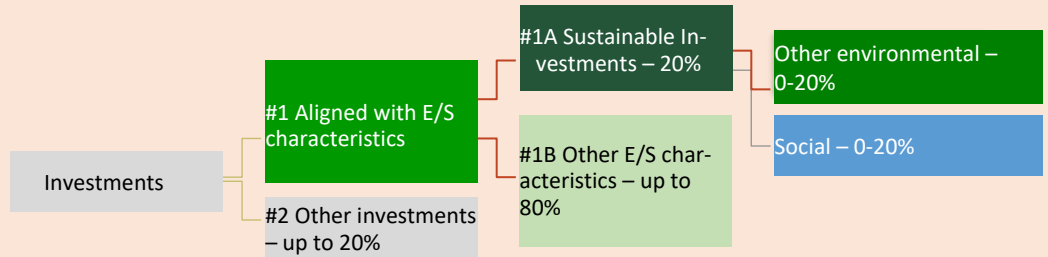 Investments
#1 Aligned with E/S
characteristics
#2 Other investments
– up to 20%
#1A Sustainable In-
vestments – 20%
#1B Other E/S char-
acteristics – up to
80%
Other environmental –
0-20%
Social – 0-20%